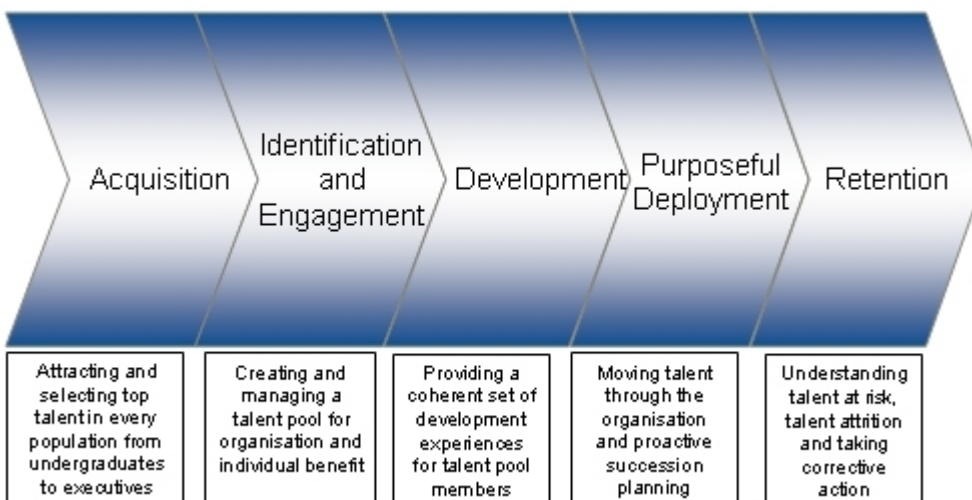 Acquisition
Identification
and
Engagement
Development
Purposeful
Deployment
Retention
Attracting and
selecting top
talent in every
population from
undergraduates
to executives
Creating and
managing a
talent pool for
organisation and
individual benefit
Providing a
coherent set of
development
experiences
for talent pool
members
Moving talent
through the
organisation
and proactive
succession
planning
Understanding
talent at risk,
talent attrition
and taking
corrective
action